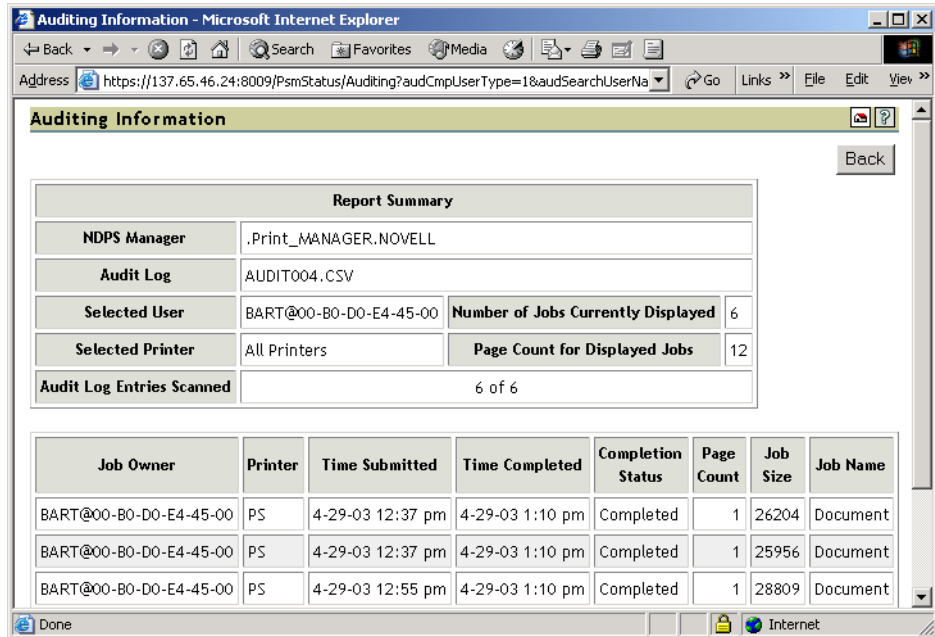 Auditing Information - Microsoft Internet Explorer
Back Search Favorites Media
Address https://137.65.46.24:8009/PsmStatus/Auditing?audCmpUserType=1&audSearchUserNa Go Links » File Edit »
Auditing Information
Back
Report Summary
NDPS Manager .Print_MANAGER.NOVELL
Audit Log AUDIT004.CSV
Selected User BART@00-B0-D0-E4-45-00 Number of Jobs Currently Displayed 6
Selected Printer All Printers Page Count for Displayed Jobs 12
Audit Log Entries Scanned 6 of 6
Job Owner Printer Time Submitted Time Completed Completion Status Page Count Job Size Job Name
BART@00-B0-D0-E4-45-00 PS 4-29-03 12:37 pm 4-29-03 1:10 pm Completed 1 26204 Document
BART@00-B0-D0-E4-45-00 PS 4-29-03 12:37 pm 4-29-03 1:10 pm Completed 1 25956 Document
BART@00-B0-D0-E4-45-00 PS 4-29-03 12:55 pm 4-29-03 1:10 pm Completed 1 28809 Document
Done Internet